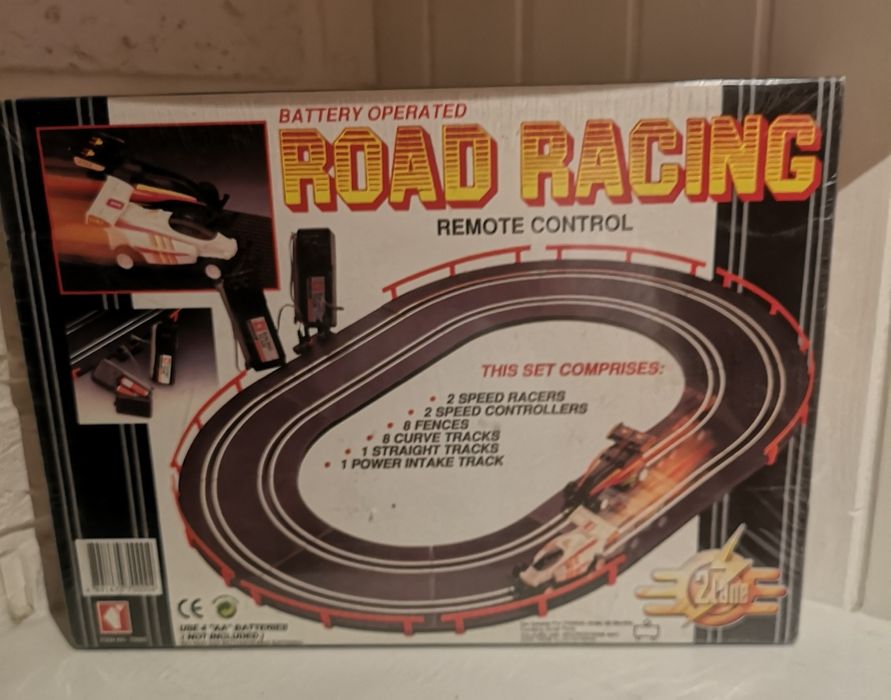 BATTERY OPERATED
ROAD RACING
REMOTE CONTROL
THIS SET COMPRISES:
• 2 SPEED RACERS
• 2 SPEED CONTROLLERS
• 8 FENCES
• 8 CURVE TRACKS
• 1 STRAIGHT TRACKS
• 1 POWER INTAKE TRACK
2 Lane
CE
USE 4 "AA" BATTERIES
( NOT INCLUDED )